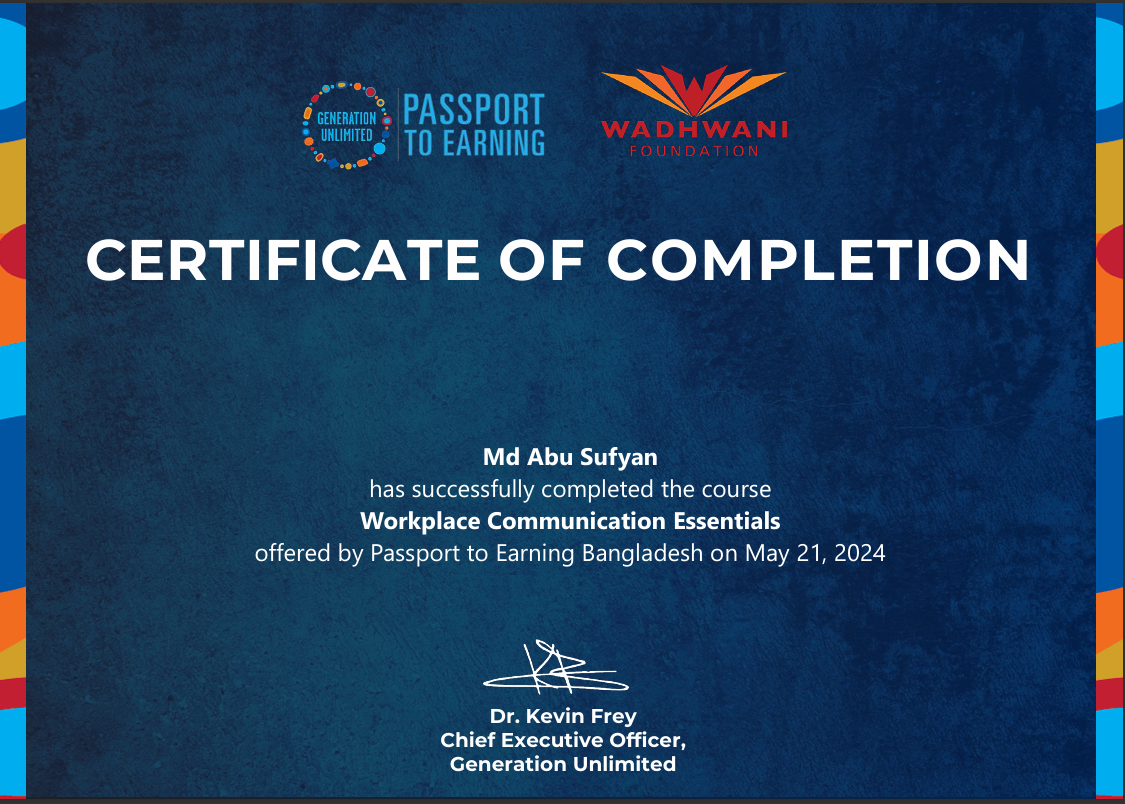 GENERATION
UNLIMITED
PASSPORT
TO EARNING
WADHWANI
FOUNDATION
CERTIFICATE OF COMPLETION
Md Abu Sufyan
has successfully completed the course
Workplace Communication Essentials
offered by Passport to Earning Bangladesh on May 21, 2024
Dr. Kevin Frey
Chief Executive Officer,
Generation Unlimited